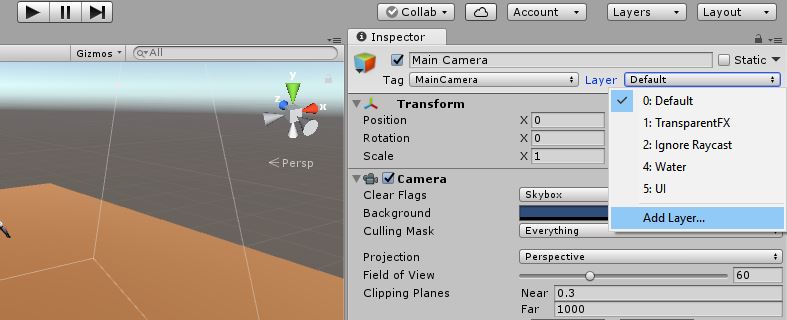 Collab Account Layers Layout
Inspector
Gizmos All
Main Camera Static
Tag MainCamera Layer Default
0: Default
1: TransparentFX
2: Ignore Raycast
4: Water
5: UI
Add Layer...
y
z x
Persp
Transform
Position X 0
Rotation X 0
Scale X 1
Camera
Clear Flags Skybox
Background
Culling Mask Everything
Projection Perspective
Field of View 60
Clipping Planes Near 0.3
Far 1000